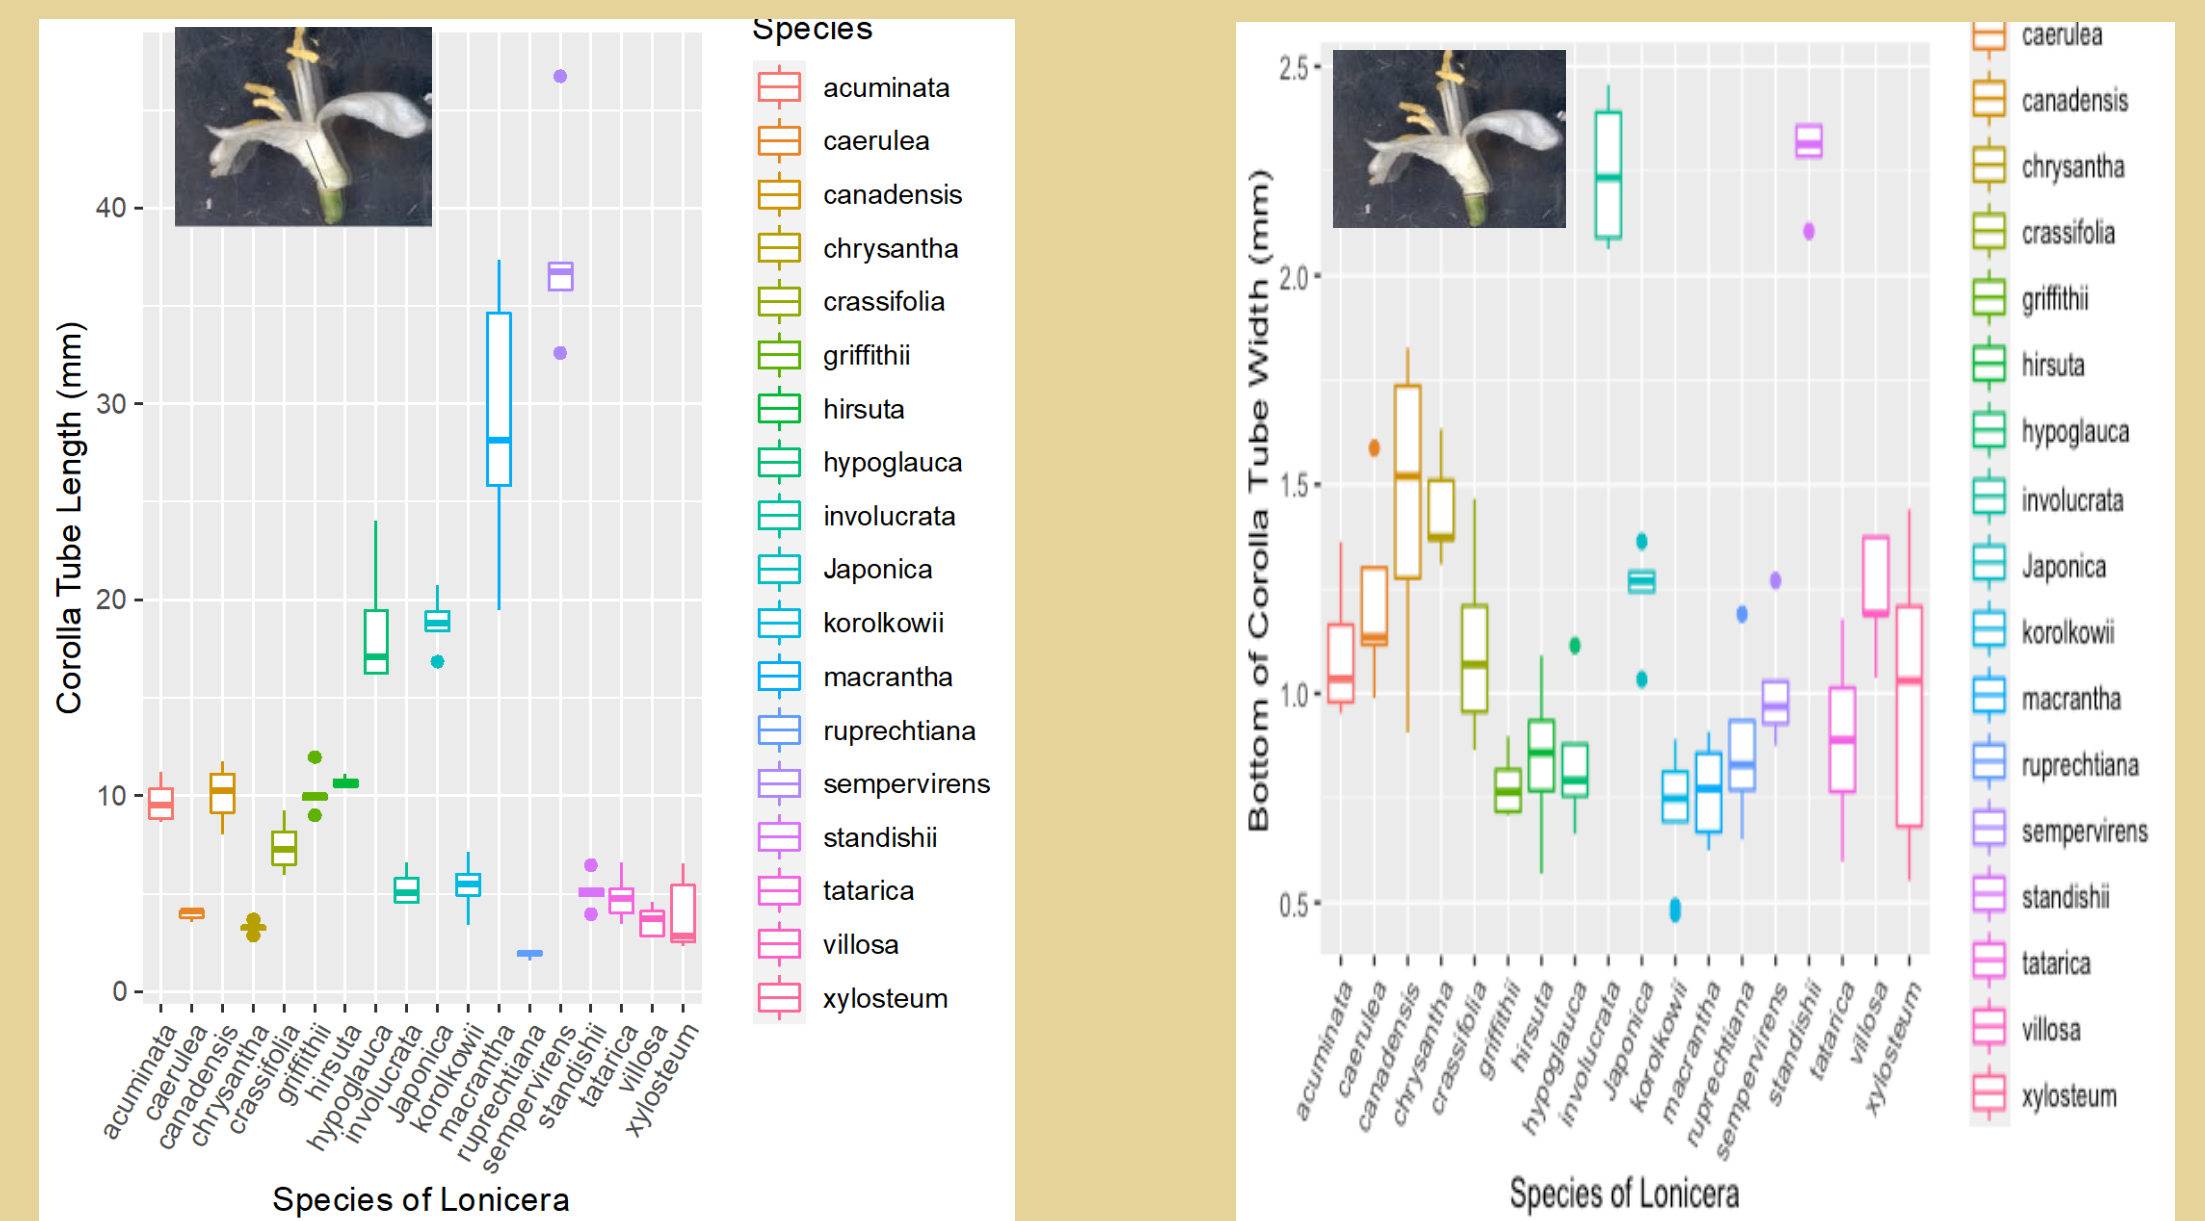 Species
acuminata
caerulea
canadensis
chrysantha
crassifolia
griffithii
hirsuta
hypoglauca
involucrata
Japonica
korolkowii
macrantha
ruprechtiana
sempervirens
standishii
tatarica
villosa
xylosteum
Corolla Tube Length (mm)
40
30
20
10
0
acuminata
caerulea
canadensis
chrysantha
crassifolia
griffithii
hirsuta
hypoglauca
involucrata
Japonica
korolkowii
macrantha
ruprechtiana
sempervirens
standishii
tatarica
villosa
xylosteum
Species of Lonicera
Bottom of Corolla Tube Width (mm)
2.5
2.0
1.5
1.0
0.5
acuminata
caerulea
canadensis
chrysantha
crassifolia
griffithii
hirsuta
hypoglauca
involucrata
Japonica
korolkowii
macrantha
ruprechtiana
sempervirens
standishii
tatarica
villosa
xylosteum
Species of Lonicera
caerulea
canadensis
chrysantha
crassifolia
griffithii
hirsuta
hypoglauca
involucrata
Japonica
korolkowii
macrantha
ruprechtiana
sempervirens
standishii
tatarica
villosa
xylosteum